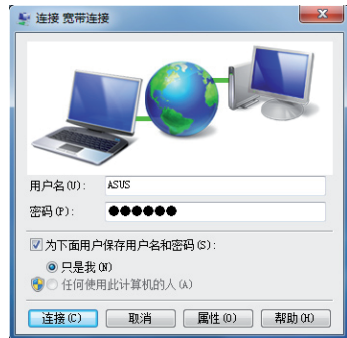 连接 宽带连接
用户名(U): ASUS
密码(P): ●●●●●●
为下面用户保存用户名和密码(S):
只是我(N)
任何使用此计算机的人(A)
连接(C) 取消 属性(O) 帮助(H)